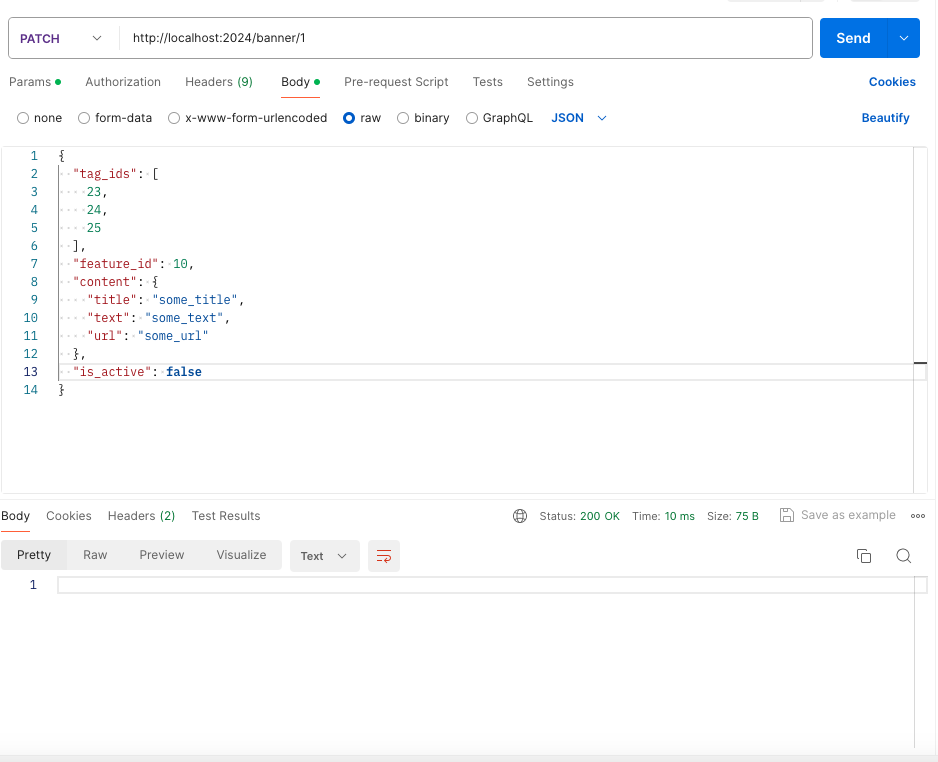 PATCH http://localhost:2024/banner/1 Send
Params Authorization Headers (9) Body Pre-request Script Tests Settings Cookies
none form-data x-www-form-urlencoded raw binary GraphQL JSON Beautify
1 {
2 "tag_ids": [
3 23,
4 24,
5 25
6 ],
7 "feature_id": 10,
8 "content": {
9 "title": "some_title",
10 "text": "some_text",
11 "url": "some_url"
12 },
13 "is_active": false
14 }
Body Cookies Headers (2) Test Results Status: 200 OK Time: 10 ms Size: 75 B Save as example
Pretty Raw Preview Visualize Text
1